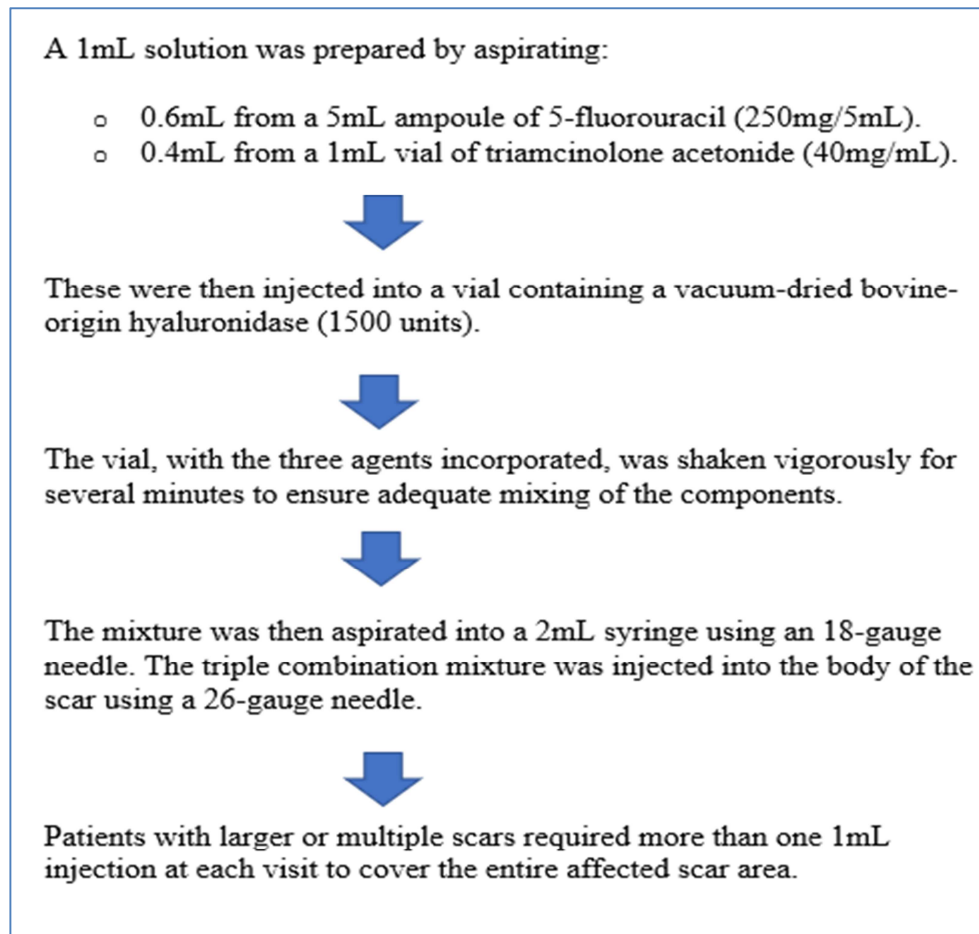 A 1mL solution was prepared by aspirating:
o 0.6mL from a 5mL ampoule of 5-fluorouracil (250mg/5mL).
o 0.4mL from a 1mL vial of triamcinolone acetonide (40mg/mL).
These were then injected into a vial containing a vacuum-dried bovine-
origin hyaluronidase (1500 units).
The vial, with the three agents incorporated, was shaken vigorously for
several minutes to ensure adequate mixing of the components.
The mixture was then aspirated into a 2mL syringe using an 18-gauge
needle. The triple combination mixture was injected into the body of the
scar using a 26-gauge needle.
Patients with larger or multiple scars required more than one 1mL
injection at each visit to cover the entire affected scar area.